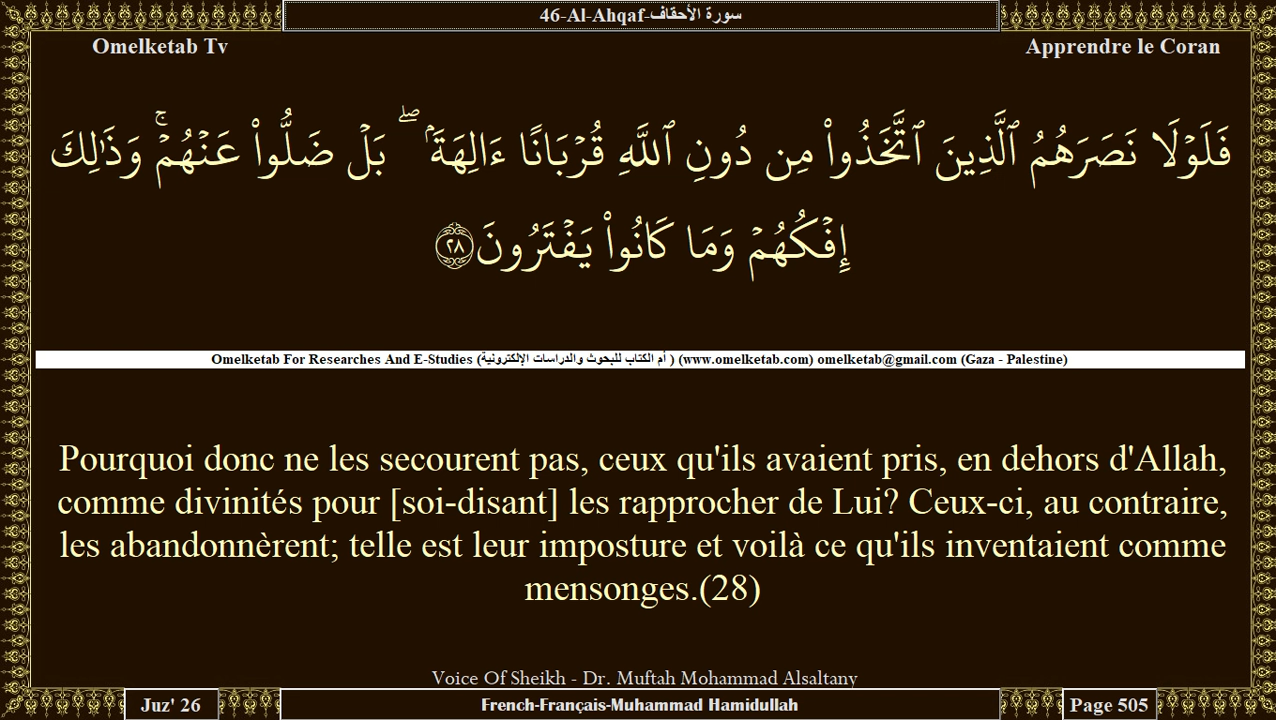 46-Al-Ahqaf-سورة الأحقاف
Omelketab Tv
Apprendre le Coran
فَلَوۡلَا نَصَرَهُمُ ٱلَّذِينَ ٱتَّخَذُواْ مِن دُونِ ٱللَّهِ قُرۡبَانًا ءَالِهَةَۢۖ بَلۡ ضَلُّواْ عَنۡهُمۡۚ وَذَٰلِكَ
إِفۡكُهُمۡ وَمَا كَانُواْ يَفۡتَرُونَ ٢٨
Omelketab For Researches And E-Studies (أم الكتاب للبحوث والدراسات الإلكترونية ) (www.omelketab.com) omelketab@gmail.com (Gaza - Palestine)
Pourquoi donc ne les secourent pas, ceux qu'ils avaient pris, en dehors d'Allah,
comme divinités pour [soi-disant] les rapprocher de Lui? Ceux-ci, au contraire,
les abandonnèrent; telle est leur imposture et voilà ce qu'ils inventaient comme
mensonges.(28)
Voice Of Sheikh - Dr. Muftah Mohammad Alsaltany
Juz' 26
French-Français-Muhammad Hamidullah
Page 505